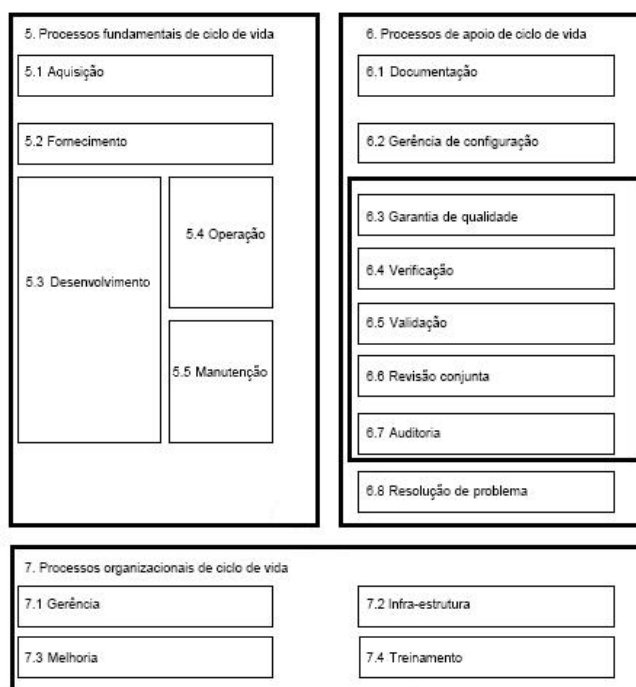 5. Processos fundamentais de ciclo de vida
5.1 Aquisição
5.2 Fornecimento
5.3 Desenvolvimento
5.4 Operação
5.5 Manutenção
6. Processos de apoio de ciclo de vida
6.1 Documentação
6.2 Gerência de configuração
6.3 Garantia de qualidade
6.4 Verificação
6.5 Validação
6.6 Revisão conjunta
6.7 Auditoria
6.8 Resolução de problema
7. Processos organizacionais de ciclo de vida
7.1 Gerência
7.2 Infra-estrutura
7.3 Melhoria
7.4 Treinamento